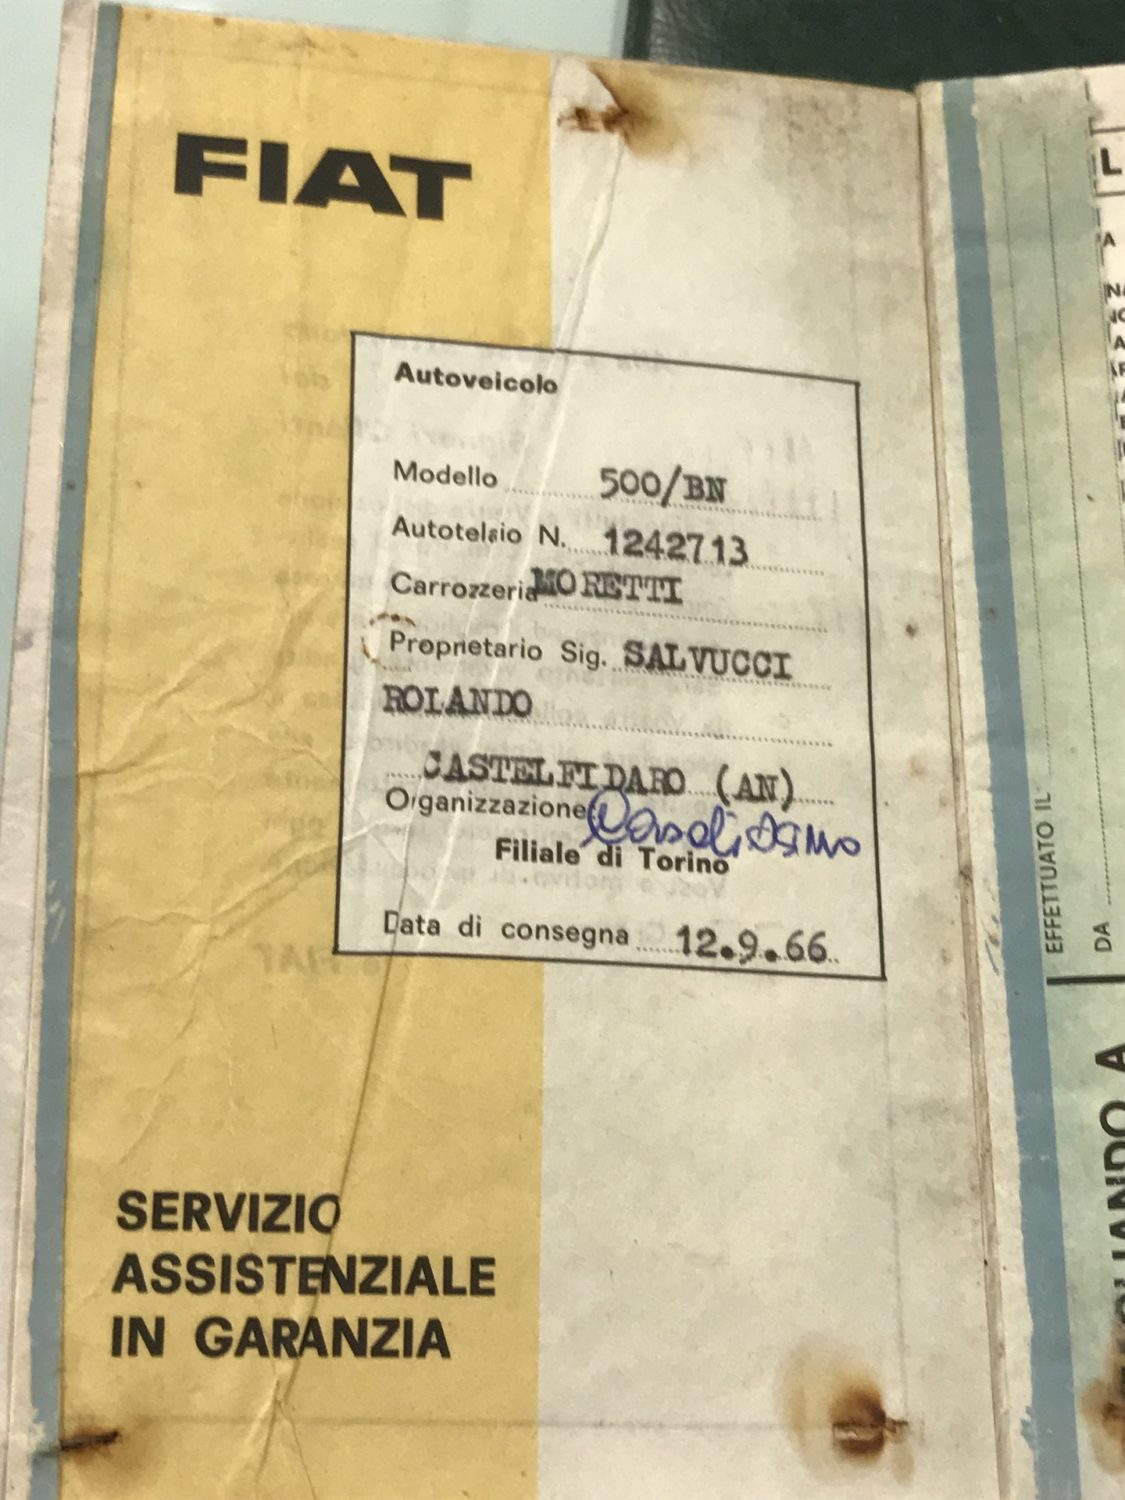 FIAT
Autoveicolo
Modello 500/BN
Autotelaio N. 1242713
Carrozzeria MORETTI
Proprietario Sig. SALVUCCI
ROLANDO
CASTELFIDARO (AN)
Organizzazione
Filiale di Torino
Data di consegna 12.9.66
SERVIZIO
ASSISTENZIALE
IN GARANZIA
EFFETTUATO IL
DA